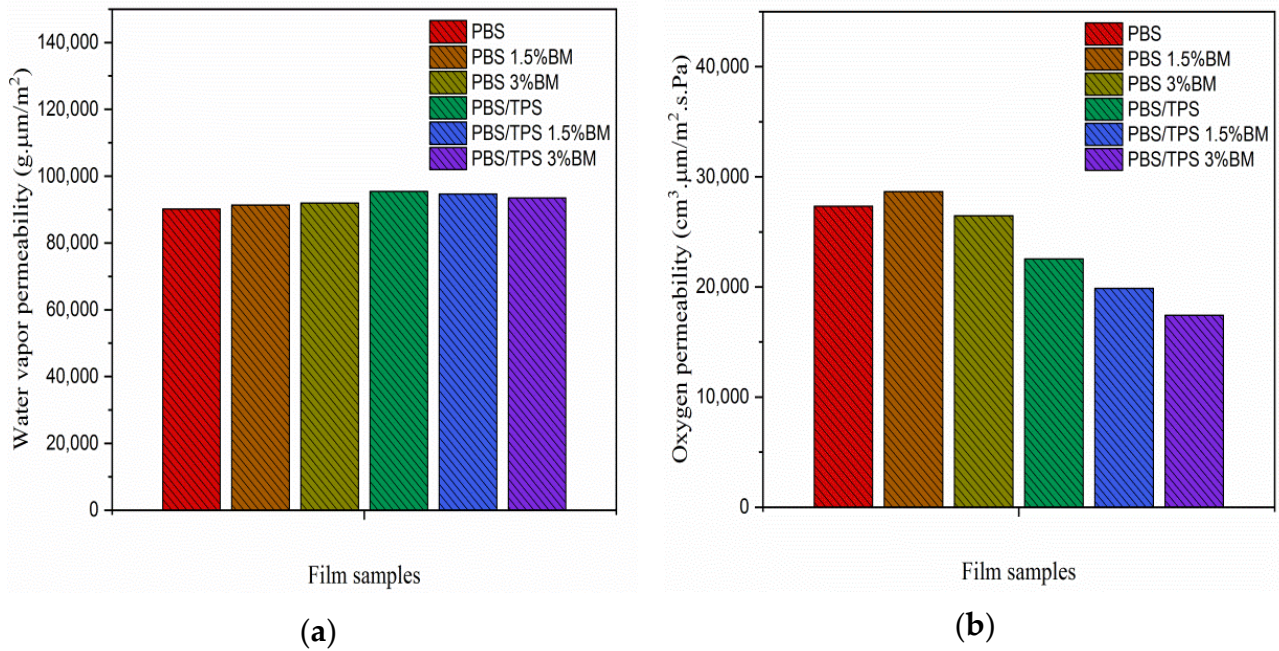 Water vapor permeability (g.μm/m²)
140,000
120,000
100,000
80,000
60,000
40,000
20,000
0
PBS
PBS 1.5%BM
PBS 3%BM
PBS/TPS
PBS/TPS 1.5%BM
PBS/TPS 3%BM
Film samples
(a)
Oxygen permeability (cm³.μm/m².s.Pa)
40,000
30,000
20,000
10,000
0
PBS
PBS 1.5%BM
PBS 3%BM
PBS/TPS
PBS/TPS 1.5%BM
PBS/TPS 3%BM
Film samples
(b)